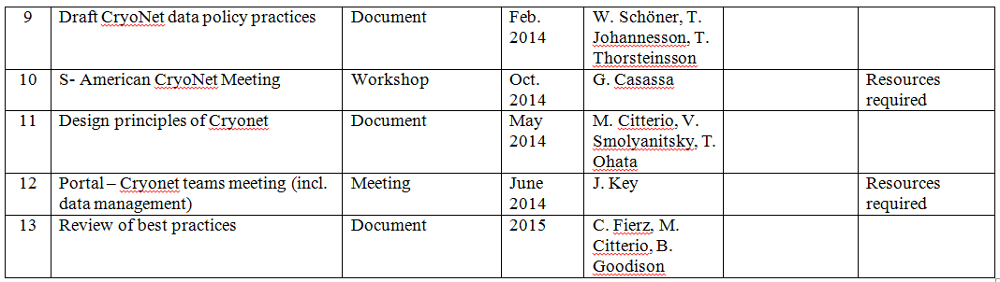 9 Draft CryoNet data policy practices Document Feb. W. Schöner, T.
2014 Johannesson, T.
Thorsteinsson
10 S- American CryoNet Meeting Workshop Oct. G. Casassa Resources
2014 required
11 Design principles of Cryonet Document May M. Citterio, V.
2014 Smolyanitsky, T.
Ohata
12 Portal – Cryonet teams meeting (incl. Meeting June J. Key Resources
data management) 2014 required
13 Review of best practices Document 2015 C. Fierz, M.
Citterio, B.
Goodison